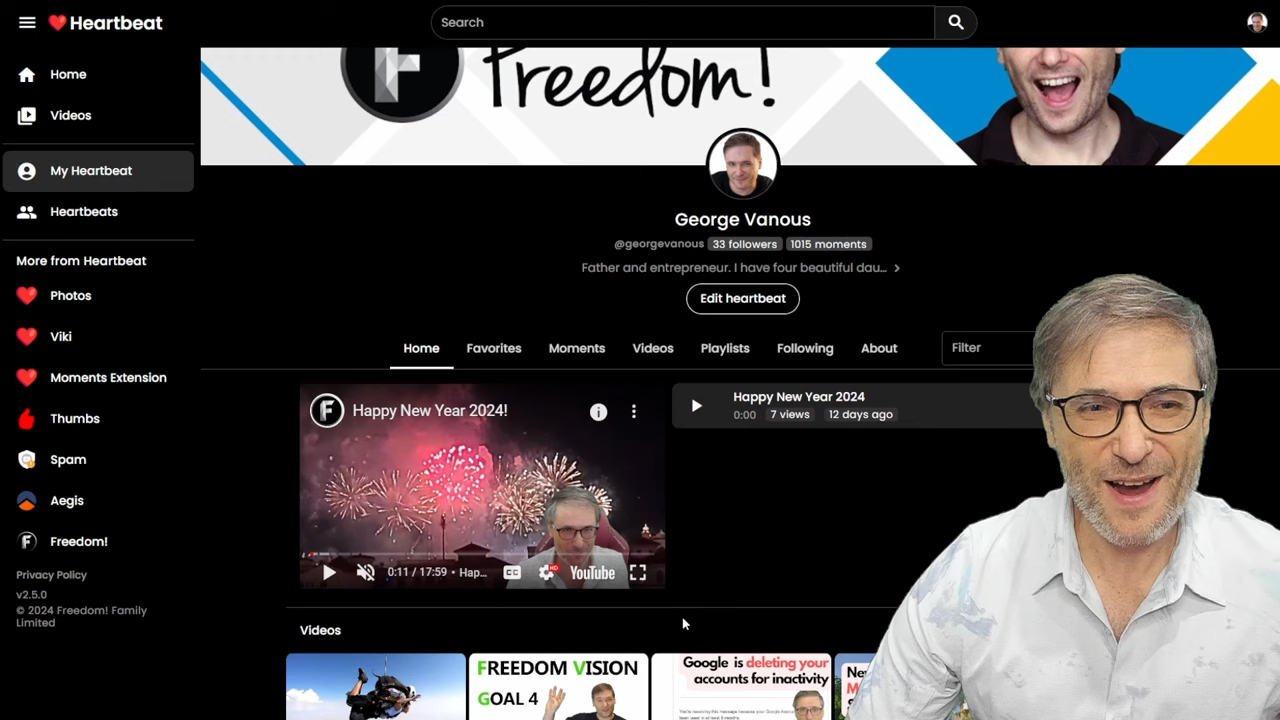 Heartbeat
Search
Home
Videos
My Heartbeat
Heartbeats
More from Heartbeat
Photos
Viki
Moments Extension
Thumbs
Spam
Aegis
Freedom!
Privacy Policy
v2.5.0
© 2024 Freedom! Family
Limited
F Freedom!
George Vanous
@georgevanous 33 followers 1015 moments
Father and entrepreneur. I have four beautiful dau...
Edit heartbeat
Home Favorites Moments Videos Playlists Following About Filter
F Happy New Year 2024!
0:11 / 17:59 • Hap... CC HD YouTube
Happy New Year 2024
0:00 7 views 12 days ago
Videos
FREEDOM VISION
GOAL 4
Google is deleting your
accounts for inactivity